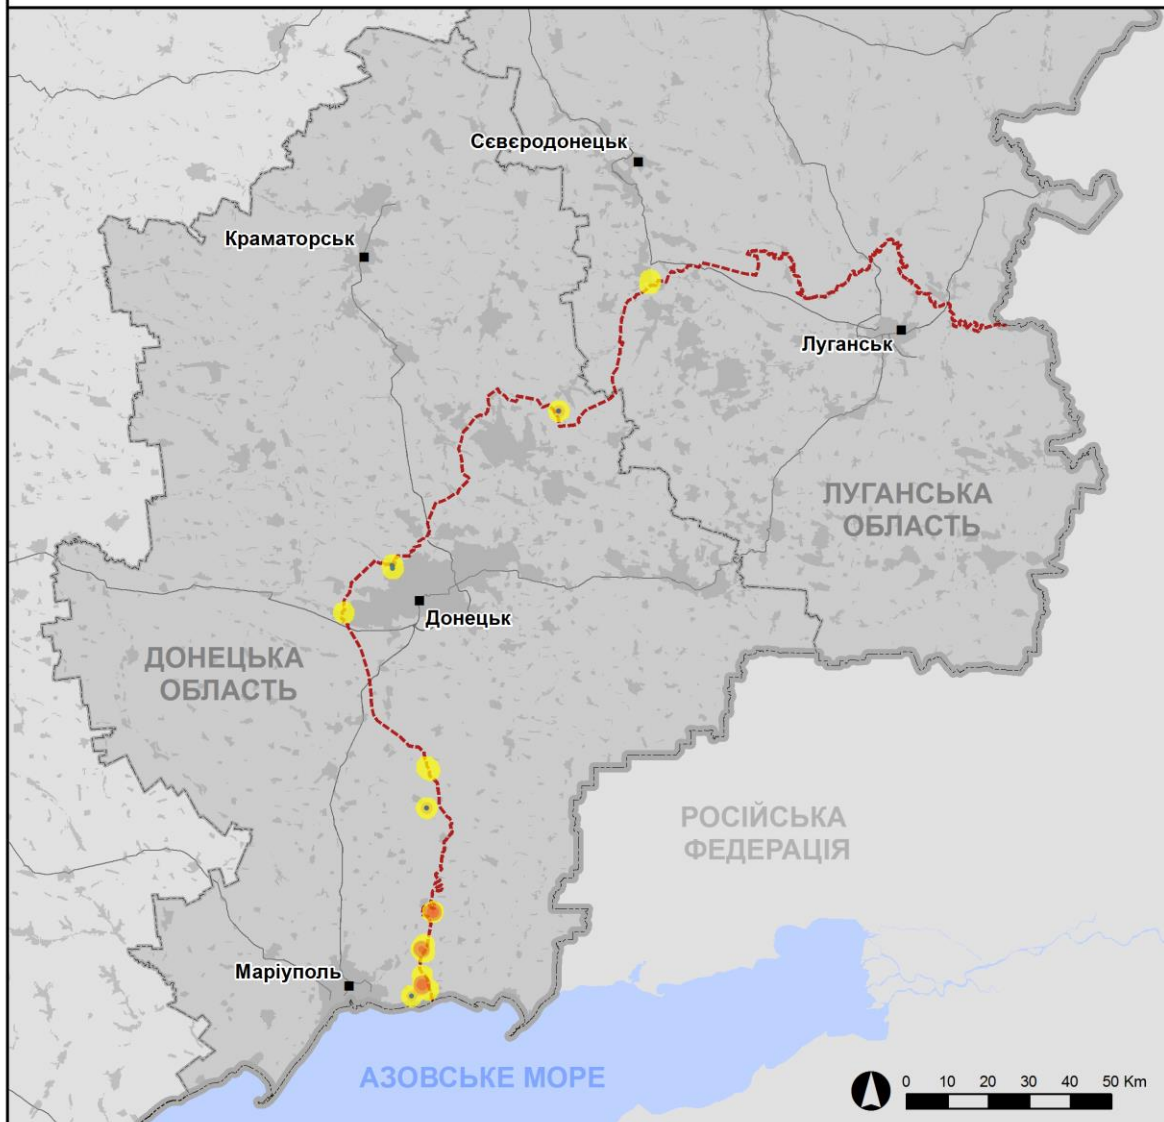 Сєвєродонецьк
Краматорськ
Луганськ
ЛУГАНСЬКА
ОБЛАСТЬ
Донецьк
ДОНЕЦЬКА
ОБЛАСТЬ
РОСІЙСЬКА
ФЕДЕРАЦІЯ
Маріуполь
АЗОВСЬКЕ МОРЕ
0 10 20 30 40 50 Km